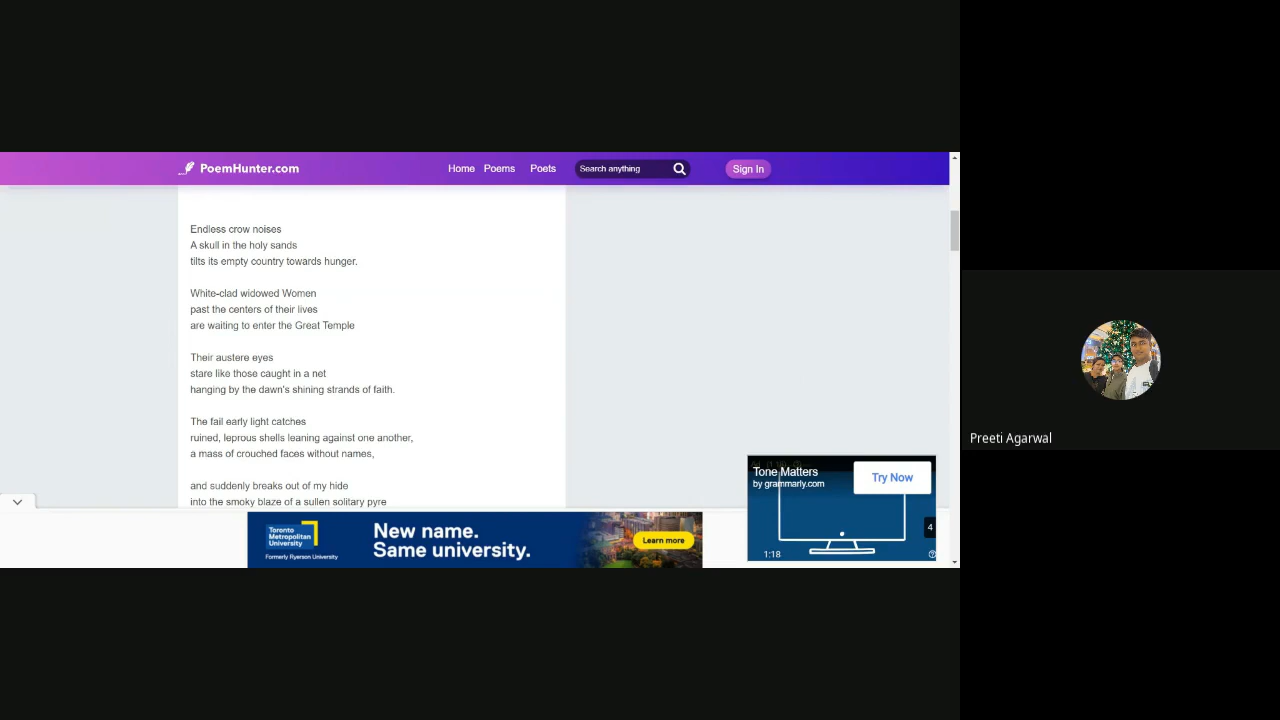 PoemHunter.com
Home Poems Poets Search anything Sign In
Endless crow noises
A skull in the holy sands
tilts its empty country towards hunger.
White-clad widowed Women
past the centers of their lives
are waiting to enter the Great Temple
Their austere eyes
stare like those caught in a net
hanging by the dawn's shining strands of faith.
The fail early light catches
ruined, leprous shells leaning against one another,
a mass of crouched faces without names,
and suddenly breaks out of my hide
into the smoky blaze of a sullen solitary pyre
Preeti Agarwal
Tone Matters
by grammarly.com
Try Now
4
1:18
Toronto
Metropolitan
University
Formerly Ryerson University
New name.
Same university.
Learn more